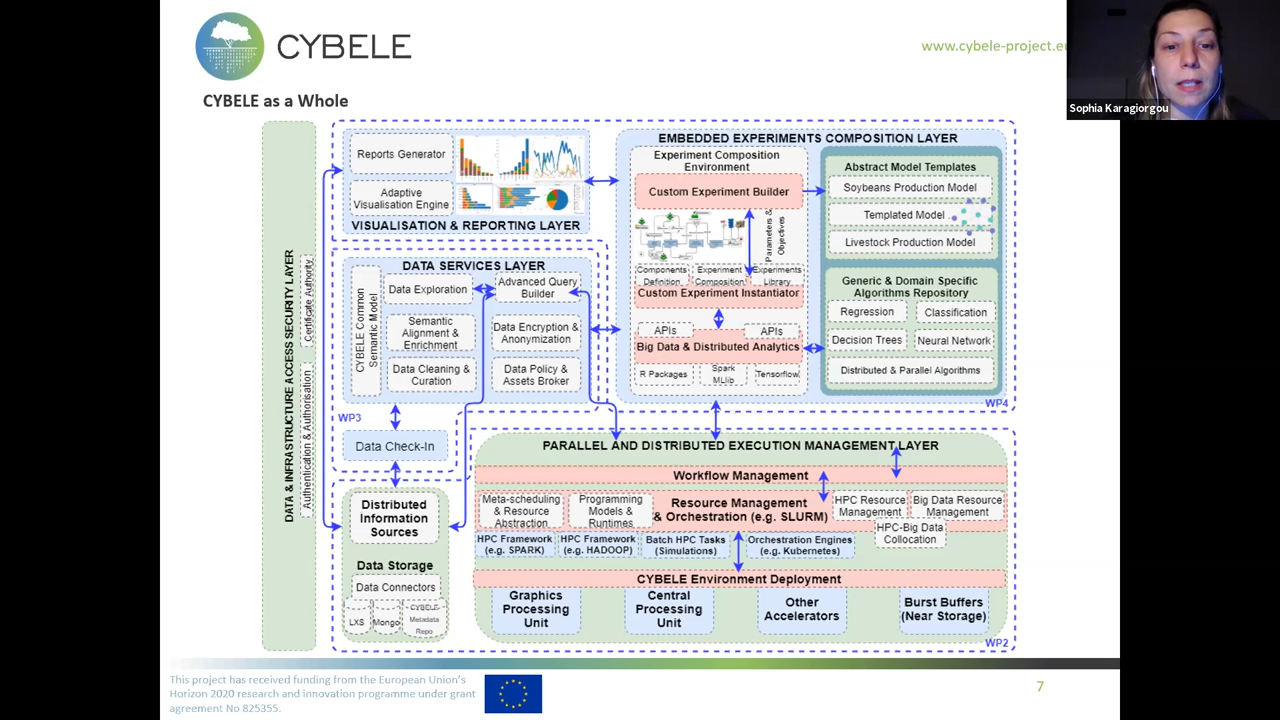 CYBELE
www.cybele-project.eu
Sophia Karagiorgou
CYBELE as a Whole
DATA & INFRASTRUCTURE ACCESS SECURITY LAYER
Certificate Authority
Authentication & Authorisation
Reports Generator
Adaptive
Visualisation Engine
VISUALISATION & REPORTING LAYER
DATA SERVICES LAYER
CYBELE Common
Semantic Model
Data Exploration
Advanced Query
Builder
Semantic
Alignment &
Enrichment
Data Encryption &
Anonymization
Data Cleaning &
Curation
Data Policy &
Assets Broker
WP3
Data Check-In
Distributed
Information
Sources
Data Storage
Data Connectors
LXS
Mongo
CYBELE
Metadata
Repo
EMBEDDED EXPERIMENTS COMPOSITION LAYER
Experiment Composition
Environment
Custom Experiment Builder
Parameters &
Objectives
Components
Definition
Experiment
Composition
Experiments
Library
Custom Experiment Instantiator
APIs
APIs
Big Data & Distributed Analytics
R Packages
Spark
MLlib
Tensorflow
Abstract Model Templates
Soybeans Production Model
Templated Model
Livestock Production Model
Generic & Domain Specific
Algorithms Repository
Regression
Classification
Decision Trees
Neural Network
Distributed & Parallel Algorithms
WP4
PARALLEL AND DISTRIBUTED EXECUTION MANAGEMENT LAYER
Workflow Management
Meta-scheduling
& Resource
Abstraction
Programming
Models &
Runtimes
Resource Management
& Orchestration (e.g. SLURM)
HPC Resource
Management
Big Data Resource
Management
HPC-Big Data
Collocation
HPC Framework
(e.g. SPARK)
HPC Framework
(e.g. HADOOP)
Batch HPC Tasks
(Simulations)
Orchestration Engines
(e.g. Kubernetes)
CYBELE Environment Deployment
Graphics
Processing
Unit
Central
Processing
Unit
Other
Accelerators
Burst Buffers
(Near Storage)
WP2
This project has received funding from the European Union's
Horizon 2020 research and innovation programme under grant
agreement No 825355.
7